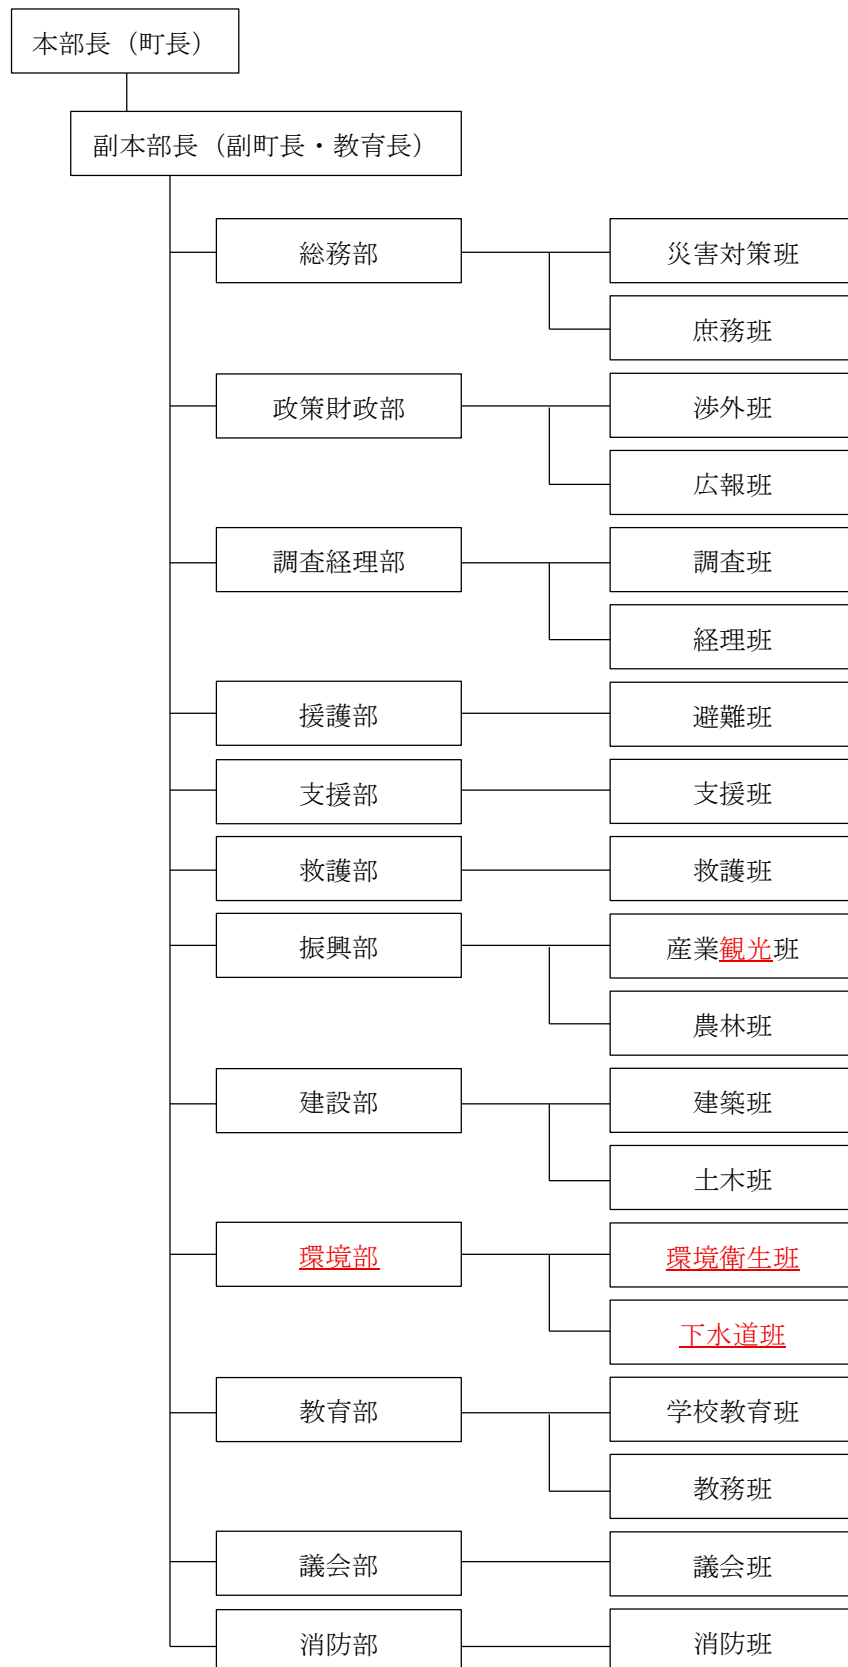 本部長（町長）
副本部長（副町長・教育長）
総務部
災害対策班
庶務班
政策財政部
渉外班
広報班
調査経理部
調査班
経理班
援護部
避難班
支援部
支援班
救護部
救護班
振興部
産業観光班
農林班
建設部
建築班
土木班
環境部
環境衛生班
下水道班
教育部
学校教育班
教務班
議会部
議会班
消防部
消防班